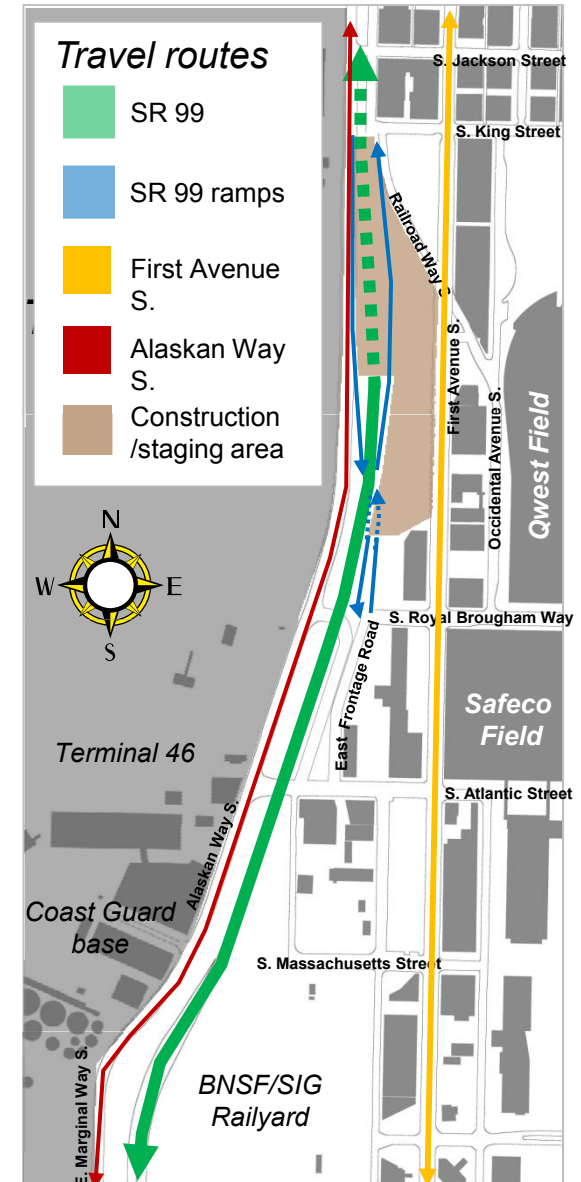 Travel routes
SR 99
SR 99 ramps
First Avenue
S.
Alaskan Way
S.
Construction
/staging area
S. Jackson Street
S. King Street
Railroad Way S
First Avenue S.
Occidental Avenue S.
Qwest Field
N
W
E
S
S. Royal Brougham Way
East Frontage Road
Safeco
Field
Terminal 46
S. Atlantic Street
Alaskan Way S.
Coast Guard
base
S. Massachusetts Street
BNSF/SIG
Railyard
E. Marginal Way S.